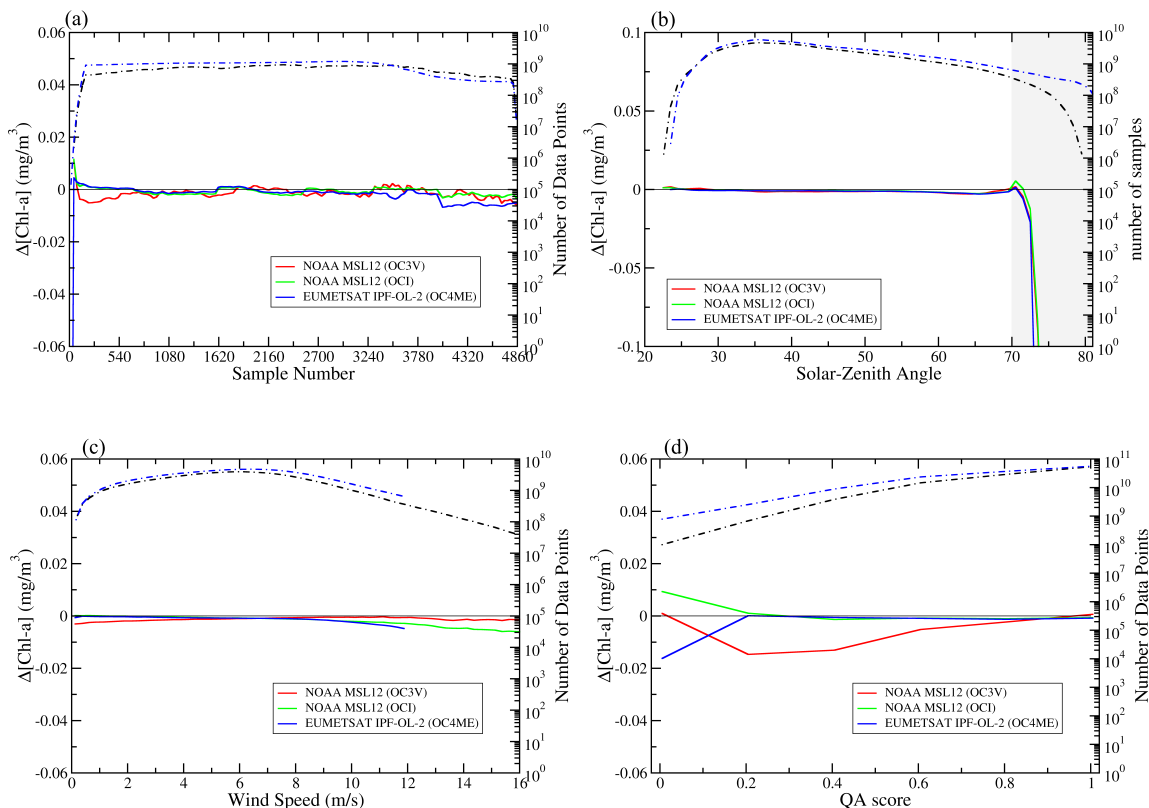 (a)
0.06
0.04
0.02
0
-0.02
-0.04
-0.06
Δ[Chl-a] (mg/m³)
10¹⁰
10⁹
10⁸
10⁷
10⁶
10⁵
10⁴
10³
10²
10¹
10⁰
Number of Data Points
NOAA MSL12 (OC3V)
NOAA MSL12 (OCI)
EUMETSAT IPF-OL-2 (OC4ME)
0 540 1080 1620 2160 2700 3240 3780 4320 4860
Sample Number
(b)
0.1
0.05
0
-0.05
-0.1
Δ[Chl-a] (mg/m³)
10¹⁰
10⁹
10⁸
10⁷
10⁶
10⁵
10⁴
10³
10²
10¹
10⁰
number of samples
NOAA MSL12 (OC3V)
NOAA MSL12 (OCI)
EUMETSAT IPF-OL-2 (OC4ME)
20 30 40 50 60 70 80
Solar-Zenith Angle
(c)
0.06
0.04
0.02
0
-0.02
-0.04
-0.06
Δ[Chl-a] (mg/m³)
10¹⁰
10⁹
10⁸
10⁷
10⁶
10⁵
10⁴
10³
10²
10¹
10⁰
Number of Data Points
NOAA MSL12 (OC3V)
NOAA MSL12 (OCI)
EUMETSAT IPF-OL-2 (OC4ME)
0 2 4 6 8 10 12 14 16
Wind Speed (m/s)
(d)
0.06
0.04
0.02
0
-0.02
-0.04
-0.06
Δ[Chl-a] (mg/m³)
10¹¹
10¹⁰
10⁹
10⁸
10⁷
10⁶
10⁵
10⁴
10³
10²
10¹
10⁰
Number of Data Points
NOAA MSL12 (OC3V)
NOAA MSL12 (OCI)
EUMETSAT IPF-OL-2 (OC4ME)
0 0.2 0.4 0.6 0.8 1
QA score